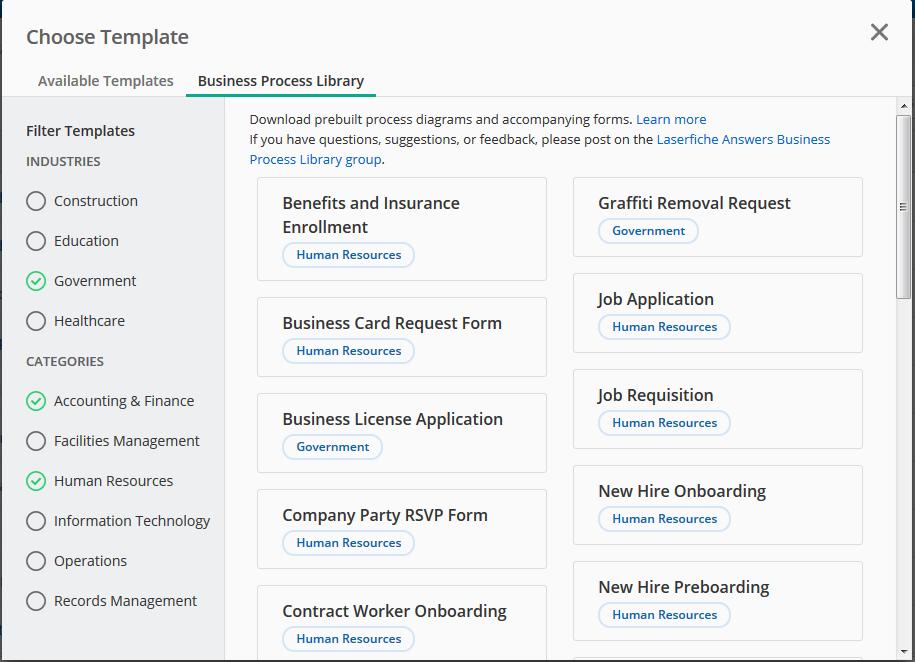 Choose Template
Available Templates
Business Process Library
Filter Templates
INDUSTRIES
Construction
Education
Government
Healthcare
CATEGORIES
Accounting & Finance
Facilities Management
Human Resources
Information Technology
Operations
Records Management
Download prebuilt process diagrams and accompanying forms. Learn more
If you have questions, suggestions, or feedback, please post on the Laserfiche Answers Business
Process Library group.
Benefits and Insurance
Enrollment
Human Resources
Business Card Request Form
Human Resources
Business License Application
Government
Company Party RSVP Form
Human Resources
Contract Worker Onboarding
Human Resources
Graffiti Removal Request
Government
Job Application
Human Resources
Job Requisition
Human Resources
New Hire Onboarding
Human Resources
New Hire Preboarding
Human Resources